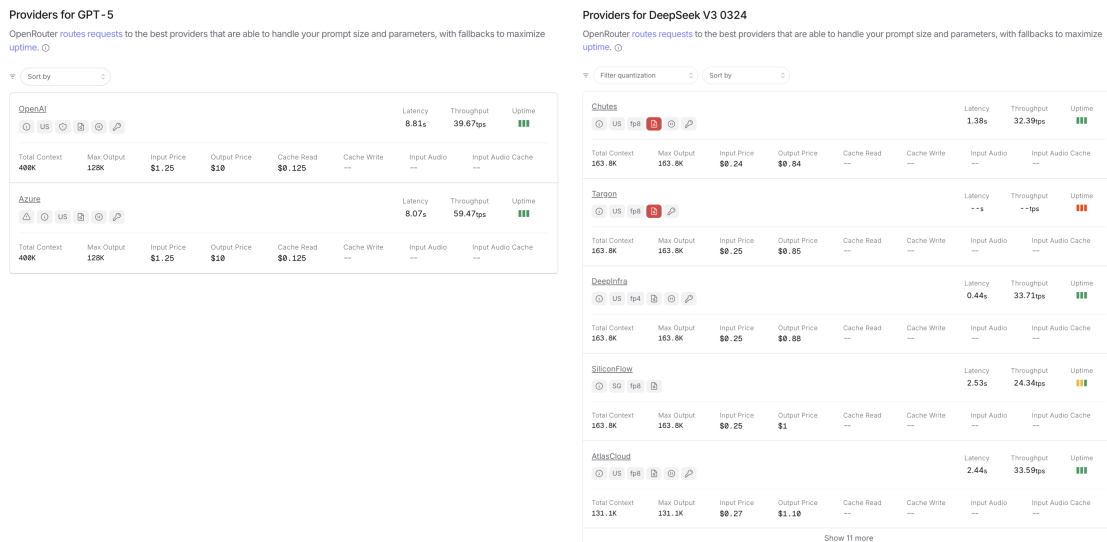 Providers for GPT-5
OpenRouter routes requests to the best providers that are able to handle your prompt size and parameters, with fallbacks to maximize
uptime.
Sort by
OpenAI
US
Latency Throughput Uptime
8.81s 39.67tps
Total Context Max Output Input Price Output Price Cache Read Cache Write Input Audio Input Audio Cache
400K 128K $1.25 $10 $0.125 -- -- --
Azure
US
Latency Throughput Uptime
8.07s 59.47tps
Total Context Max Output Input Price Output Price Cache Read Cache Write Input Audio Input Audio Cache
400K 128K $1.25 $10 $0.125 -- -- --
Providers for DeepSeek V3 0324
OpenRouter routes requests to the best providers that are able to handle your prompt size and parameters, with fallbacks to maximize
uptime.
Filter quantization Sort by
Chutes
US fp8
Latency Throughput Uptime
1.38s 32.39tps
Total Context Max Output Input Price Output Price Cache Read Cache Write Input Audio Input Audio Cache
163.8K 163.8K $0.24 $0.84 -- -- -- --
Targon
US fp8
Latency Throughput Uptime
--s --tps
Total Context Max Output Input Price Output Price Cache Read Cache Write Input Audio Input Audio Cache
163.8K 163.8K $0.25 $0.85 -- -- -- --
DeepInfra
US fp4
Latency Throughput Uptime
0.44s 33.71tps
Total Context Max Output Input Price Output Price Cache Read Cache Write Input Audio Input Audio Cache
163.8K 163.8K $0.25 $0.88 -- -- -- --
SiliconFlow
SG fp8
Latency Throughput Uptime
2.53s 24.34tps
Total Context Max Output Input Price Output Price Cache Read Cache Write Input Audio Input Audio Cache
163.8K 163.8K $0.25 $1 -- -- -- --
AtlasCloud
US fp8
Latency Throughput Uptime
2.44s 33.59tps
Total Context Max Output Input Price Output Price Cache Read Cache Write Input Audio Input Audio Cache
131.1K 131.1K $0.27 $1.10 -- -- -- --
Show 11 more